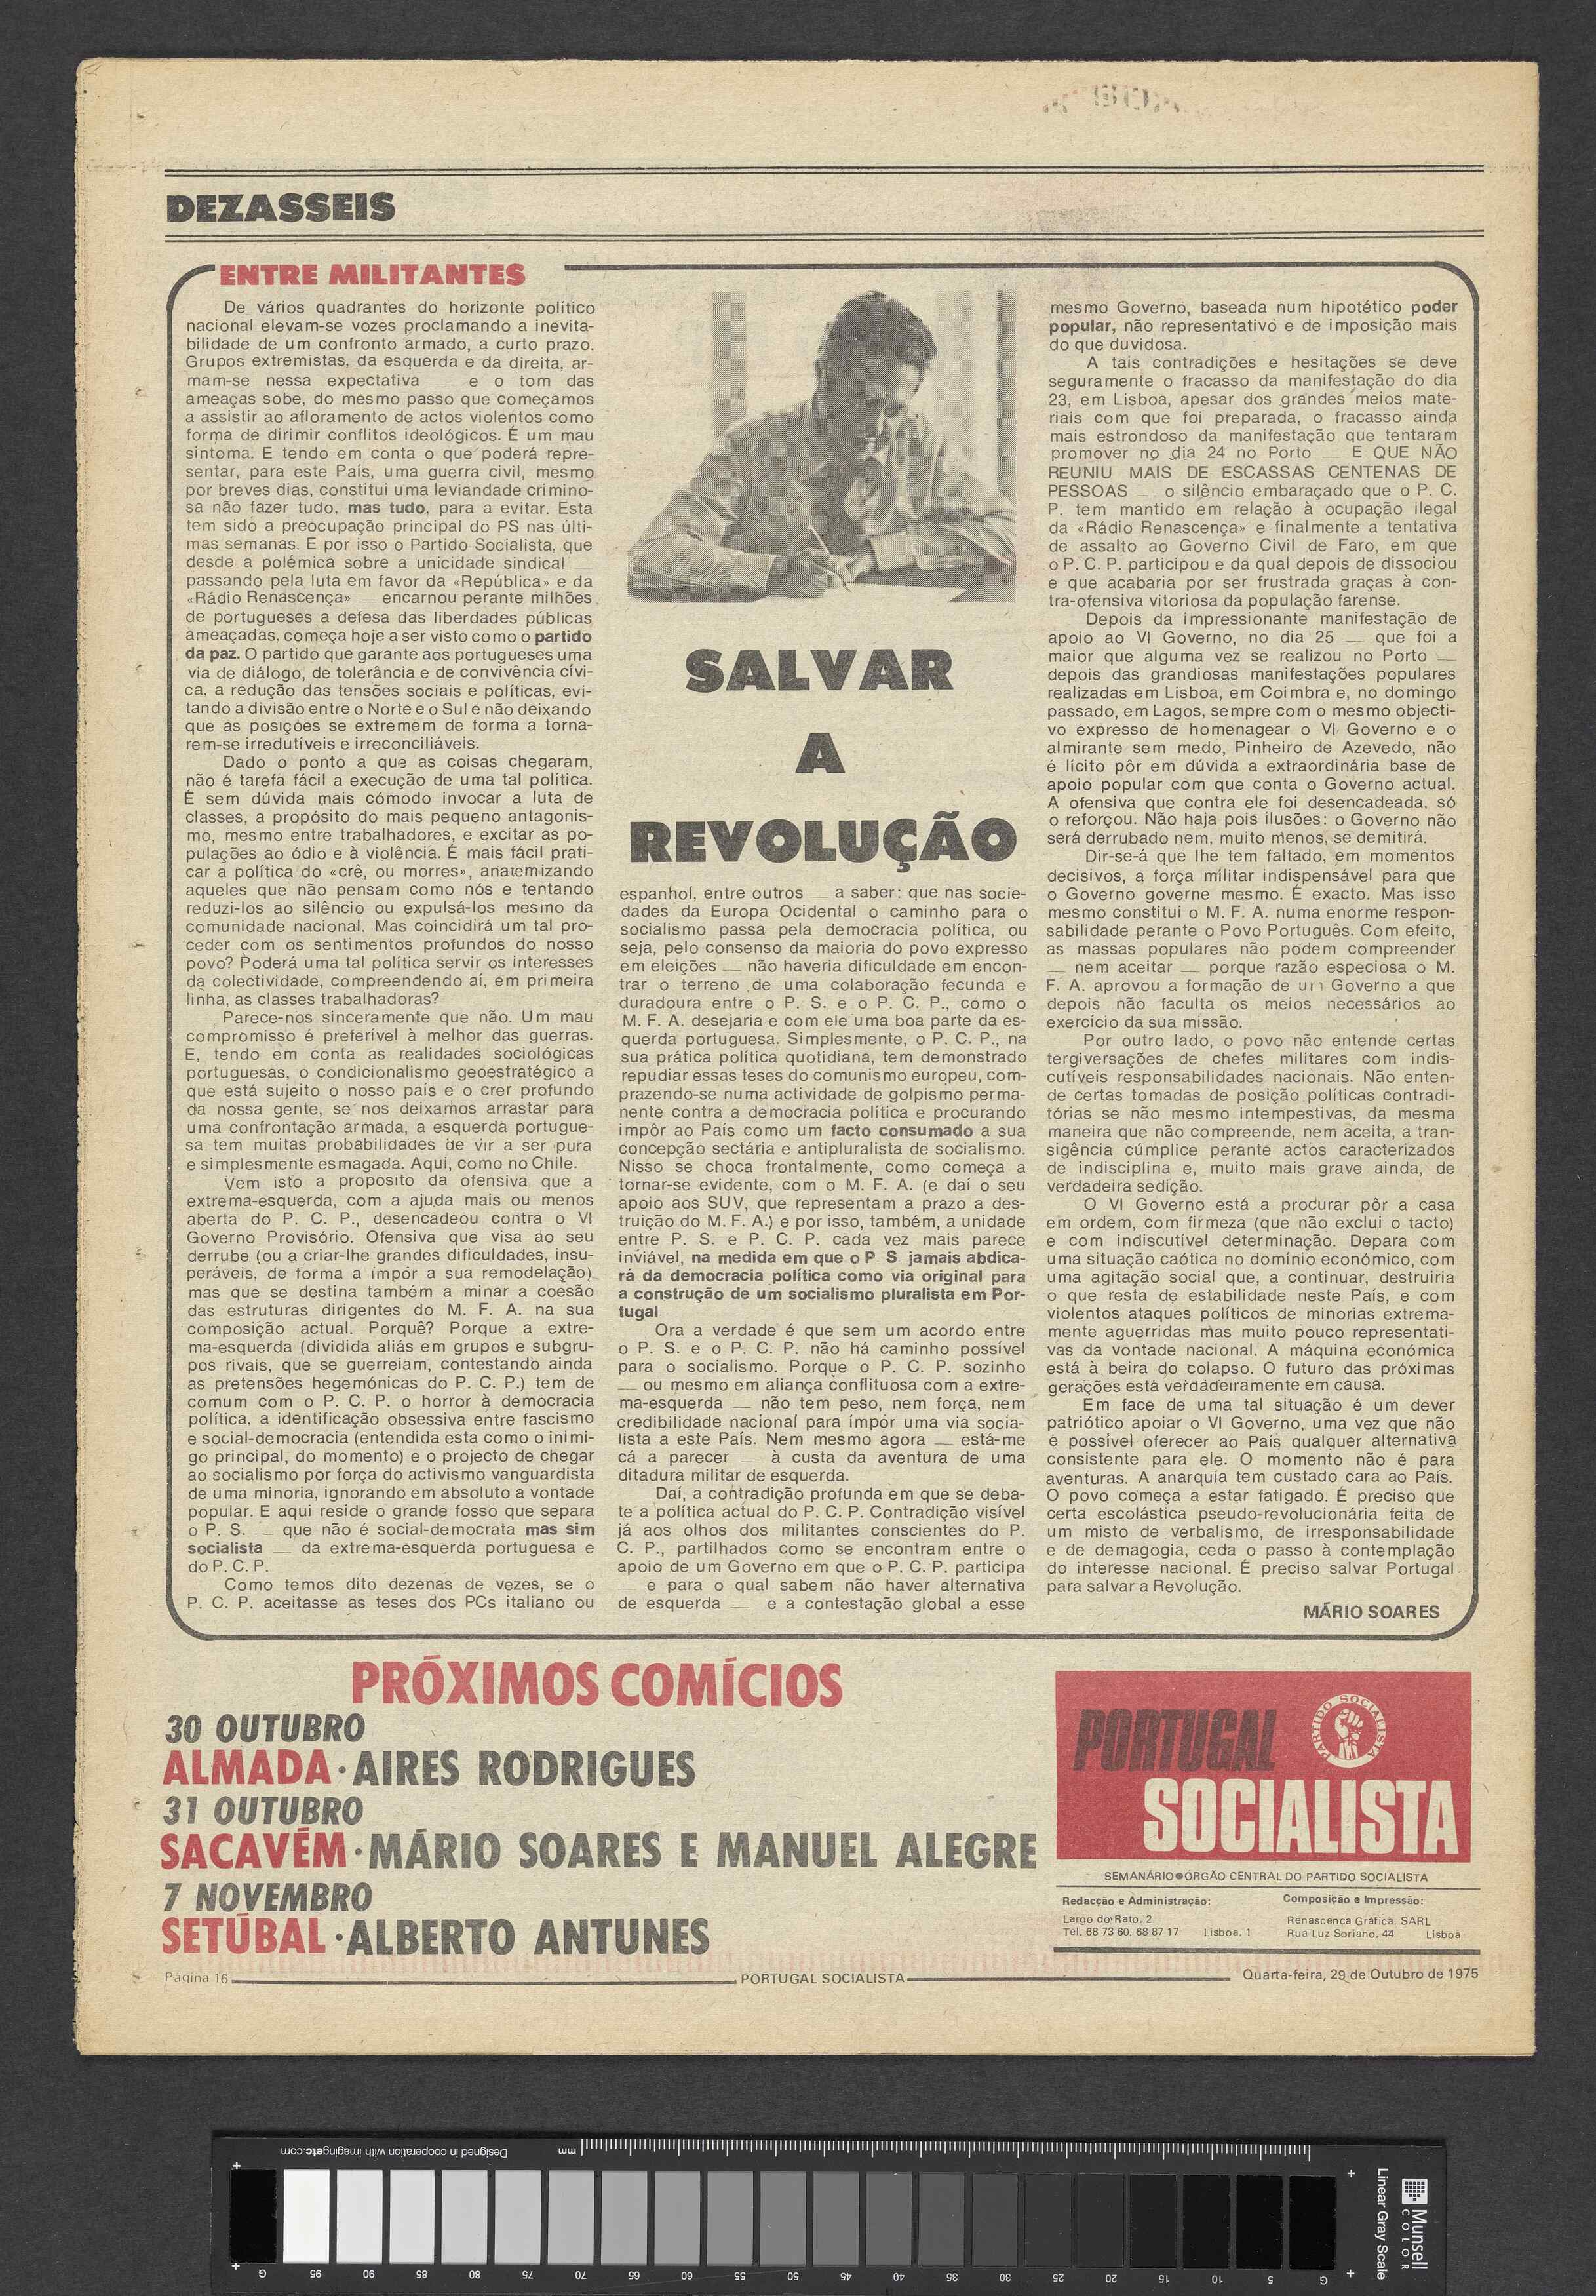 DEZASSEIS
ENTRE MILITANTES
De vários quadrantes do horizonte político
nacional elevam-se vozes proclamando a inevita-
bilidade de um confronto armado, a curto prazo.
Grupos extremistas, da esquerda e da direita, ar-
mam-se nessa expectativa — e o tom das
ameaças sobe, do mesmo passo que começamos
a assistir ao afloramento de actos violentos como
forma de dirimir conflitos ideológicos. É um mau
sintoma. E tendo em conta o que poderá repre-
sentar, para este País, uma guerra civil, mesmo
por breves dias, constitui uma leviandade crimino-
sa não fazer tudo, mas tudo, para a evitar. Esta
tem sido a preocupação principal do PS nas últi-
mas semanas. E por isso o Partido Socialista, que
desde a polémica sobre a unicidade sindical —
passando pela luta em favor da «República» e da
«Rádio Renascença» — encarnou perante milhões
de portugueses a defesa das liberdades públicas
ameaçadas, começa hoje a ser visto como o partido
da paz. O partido que garante aos portugueses uma
via de diálogo, de tolerância e de convivência cívi-
ca, a redução das tensões sociais e políticas, evi-
tando a divisão entre o Norte e o Sul e não deixando
que as posições se extremem de forma a torna-
rem-se irredutíveis e irreconciliáveis.
Dado o ponto a que as coisas chegaram,
não é tarefa fácil a execução de uma tal política.
É sem dúvida mais cómodo invocar a luta de
classes, a propósito do mais pequeno antagonis-
mo, mesmo entre trabalhadores, e excitar as po-
pulações ao ódio e à violência. É mais fácil prati-
car a política do «crê, ou morres», anatemizando
aqueles que não pensam como nós e tentando
reduzi-los ao silêncio ou expulsá-los mesmo da
comunidade nacional. Mas coincidirá um tal pro-
ceder com os sentimentos profundos do nosso
povo? Poderá uma tal política servir os interesses
da colectividade, compreendendo aí, em primeira
linha, as classes trabalhadoras?
Parece-nos sinceramente que não. Um mau
compromisso é preferível à melhor das guerras.
E, tendo em conta as realidades sociológicas
portuguesas, o condicionalismo geoestratégico a
que está sujeito o nosso país e o crer profundo
da nossa gente, se nos deixamos arrastar para
uma confrontação armada, a esquerda portugue-
sa tem muitas probabilidades de vir a ser pura
e simplesmente esmagada. Aqui, como no Chile.
Vem isto a propósito da ofensiva que a
extrema-esquerda, com a ajuda mais ou menos
aberta do P. C. P., desencadeou contra o VI
Governo Provisório. Ofensiva que visa ao seu
derrube (ou a criar-lhe grandes dificuldades, insu-
peráveis, de forma a impôr a sua remodelação)
mas que se destina também a minar a coesão
das estruturas dirigentes do M. F. A. na sua
composição actual. Porquê? Porque a extre-
ma-esquerda (dividida aliás em grupos e subgru-
pos rivais, que se guerreiam, contestando ainda
as pretensões hegemónicas do P. C. P.) tem de
comum com o P. C. P. o horror à democracia
política, a identificação obsessiva entre fascismo
e social-democracia (entendida esta como o inimi-
go principal, do momento) e o projecto de chegar
ao socialismo por força do activismo vanguardista
de uma minoria, ignorando em absoluto a vontade
popular. E aqui reside o grande fosso que separa
o P. S. — que não é social-democrata mas sim
socialista — da extrema-esquerda portuguesa e
do P. C. P.
Como temos dito dezenas de vezes, se o
P. C. P. aceitasse as teses dos PCs italiano ou
SALVAR
A
REVOLUÇÃO
espanhol, entre outros — a saber: que nas socie-
dades da Europa Ocidental o caminho para o
socialismo passa pela democracia política, ou
seja, pelo consenso da maioria do povo expresso
em eleições — não haveria dificuldade em encon-
trar o terreno de uma colaboração fecunda e
duradoura entre o P. S. e o P. C. P., como o
M. F. A. desejaria e com ele uma boa parte da es-
querda portuguesa. Simplesmente, o P. C. P., na
sua prática política quotidiana, tem demonstrado
repudiar essas teses do comunismo europeu, com-
prazendo-se numa actividade de golpismo perma-
nente contra a democracia política e procurando
impôr ao País como um facto consumado a sua
concepção sectária e antipluralista de socialismo.
Nisso se choca frontalmente, como começa a
tornar-se evidente, com o M. F. A. (e daí o seu
apoio aos SUV, que representam a prazo a des-
truição do M. F. A.) e por isso, também, a unidade
entre P. S. e P. C. P. cada vez mais parece
inviável, na medida em que o P S jamais abdica-
rá da democracia política como via original para
a construção de um socialismo pluralista em Por-
tugal
Ora a verdade é que sem um acordo entre
o P. S. e o P. C. P. não há caminho possível
para o socialismo. Porque o P. C. P. sozinho
— ou mesmo em aliança conflituosa com a extre-
ma-esquerda — não tem peso, nem força, nem
credibilidade nacional para impôr uma via socia-
lista a este País. Nem mesmo agora — está-me
cá a parecer — à custa da aventura de uma
ditadura militar de esquerda.
Daí, a contradição profunda em que se deba-
te a política actual do P. C. P. Contradição visível
já aos olhos dos militantes conscientes do P.
C. P., partilhados como se encontram entre o
apoio de um Governo em que o P. C. P. participa
— e para o qual sabem não haver alternativa
de esquerda — e a contestação global a esse
mesmo Governo, baseada num hipotético poder
popular, não representativo e de imposição mais
do que duvidosa.
A tais contradições e hesitações se deve
seguramente o fracasso da manifestação do dia
23, em Lisboa, apesar dos grandes meios mate-
riais com que foi preparada, o fracasso ainda
mais estrondoso da manifestação que tentaram
promover no dia 24 no Porto — E QUE NÃO
REUNIU MAIS DE ESCASSAS CENTENAS DE
PESSOAS — o silêncio embaraçado que o P. C.
P. tem mantido em relação à ocupação ilegal
da «Rádio Renascença» e finalmente a tentativa
de assalto ao Governo Civil de Faro, em que
o P. C. P. participou e da qual depois de dissociou
e que acabaria por ser frustrada graças à con-
tra-ofensiva vitoriosa da população farense.
Depois da impressionante manifestação de
apoio ao VI Governo, no dia 25 — que foi a
maior que alguma vez se realizou no Porto —
depois das grandiosas manifestações populares
realizadas em Lisboa, em Coimbra e, no domingo
passado, em Lagos, sempre com o mesmo objecti-
vo expresso de homenagear o VI Governo e o
almirante sem medo, Pinheiro de Azevedo, não
é lícito pôr em dúvida a extraordinária base de
apoio popular com que conta o Governo actual.
A ofensiva que contra ele foi desencadeada, só
o reforçou. Não haja pois ilusões: o Governo não
será derrubado nem, muito menos, se demitirá.
Dir-se-á que lhe tem faltado, em momentos
decisivos, a força militar indispensável para que
o Governo governe mesmo. É exacto. Mas isso
mesmo constitui o M. F. A. numa enorme respon-
sabilidade perante o Povo Português. Com efeito,
as massas populares não podem compreender
— nem aceitar — porque razão especiosa o M.
F. A. aprovou a formação de um Governo a que
depois não faculta os meios necessários ao
exercício da sua missão.
Por outro lado, o povo não entende certas
tergiversações de chefes militares com indis-
cutíveis responsabilidades nacionais. Não enten-
de certas tomadas de posição políticas contradi-
tórias se não mesmo intempestivas, da mesma
maneira que não compreende, nem aceita, a tran-
sigência cúmplice perante actos caracterizados
de indisciplina e, muito mais grave ainda, de
verdadeira sedição.
O VI Governo está a procurar pôr a casa
em ordem, com firmeza (que não exclui o tacto)
e com indiscutível determinação. Depara com
uma situação caótica no domínio económico, com
uma agitação social que, a continuar, destruiria
o que resta de estabilidade neste País, e com
violentos ataques políticos de minorias extrema-
mente aguerridas mas muito pouco representati-
vas da vontade nacional. A máquina económica
está à beira do colapso. O futuro das próximas
gerações está verdadeiramente em causa.
Em face de uma tal situação é um dever
patriótico apoiar o VI Governo, uma vez que não
é possível oferecer ao País qualquer alternativa
consistente para ele. O momento não é para
aventuras. A anarquia tem custado cara ao País.
O povo começa a estar fatigado. É preciso que
certa escolástica pseudo-revolucionária feita de
um misto de verbalismo, de irresponsabilidade
e de demagogia, ceda o passo à contemplação
do interesse nacional. É preciso salvar Portugal
para salvar a Revolução.
MÁRIO SOARES
PRÓXIMOS COMÍCIOS
30 OUTUBRO
ALMADA · AIRES RODRIGUES
31 OUTUBRO
SACAVÉM · MÁRIO SOARES E MANUEL ALEGRE
7 NOVEMBRO
SETÚBAL · ALBERTO ANTUNES
PORTUGAL
PARTIDO SOCIALISTA
SOCIALISTA
SEMANÁRIO ● ÓRGÃO CENTRAL DO PARTIDO SOCIALISTA
Redacção e Administração:
Largo do Rato, 2
Tel. 68 73 60. 68 87 17 Lisboa. 1
Composição e Impressão:
Renascença Gráfica, SARL
Rua Luz Soriano, 44 Lisboa
Página 16 PORTUGAL SOCIALISTA Quarta-feira, 29 de Outubro de 1975
Designed in cooperation with imagingetc.com
mm
G 95 90 85 80 75 70 65 60 55 50 45 40 35 30 25 20 15 10 5 G
Munsell
COLOR
Linear Gray Scale